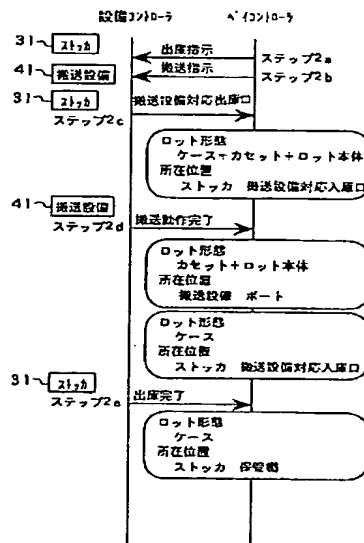 設備コントローラ ベイコントローラ
31 ストッカ 出庫指示 ステップ2a
41 搬送設備 搬送指示 ステップ2b
31 ストッカ 搬送設備対応出庫口
ステップ2c
ロット形態
ケース+カセット+ロット本体
所在位置
ストッカ 搬送設備対応入庫口
41 搬送設備 搬送動作完了
ステップ2d
ロット形態
カセット+ロット本体
所在位置
搬送設備 ポート
ロット形態
ケース
所在位置
ストッカ 搬送設備対応入庫口
31 ストッカ 出庫完了
ステップ2e
ロット形態
ケース
所在位置
ストッカ 保管棚